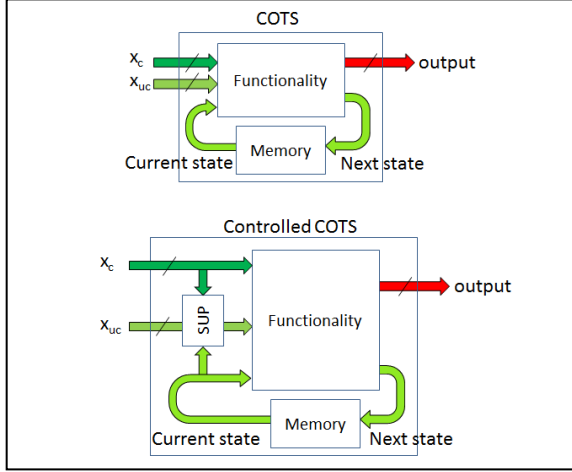 COTS
xc
xuc
Functionality
output
Memory
Current state
Next state
Controlled COTS
xc
xuc
SUP
Functionality
output
Memory
Current state
Next state